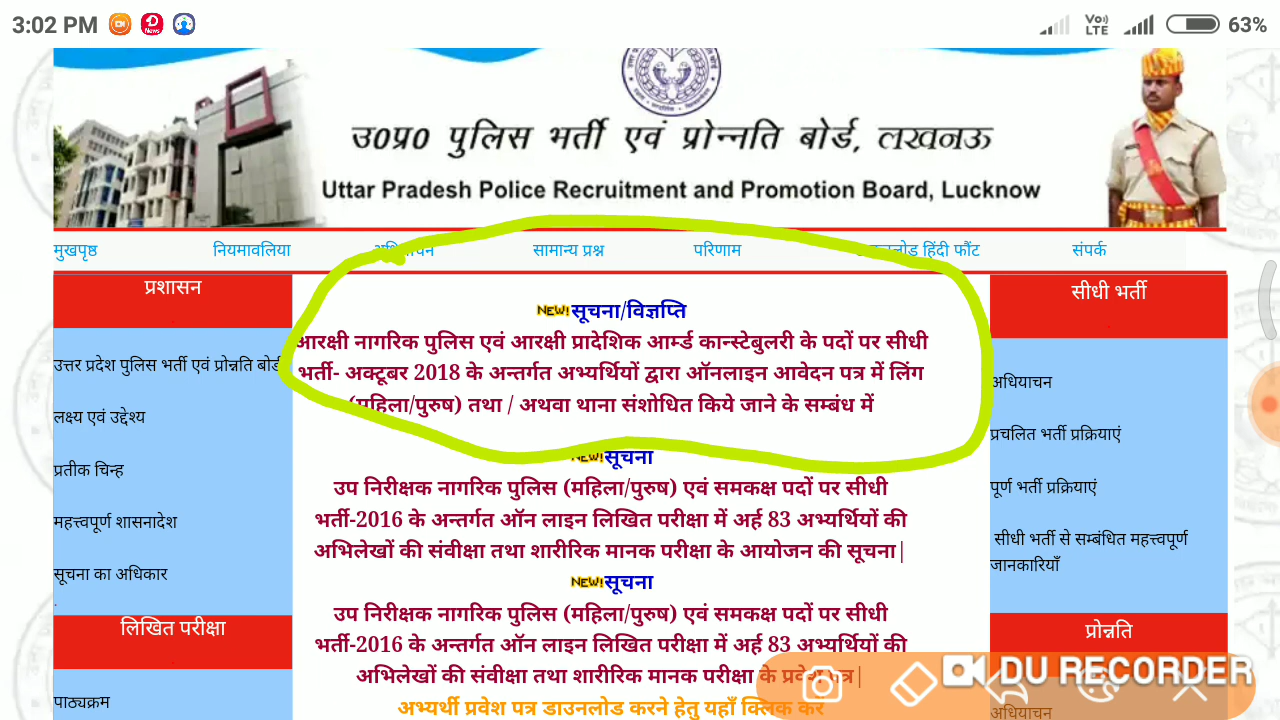 3:02 PM
News
Vo)) LTE
63%
उ0प्र0 पुलिस भर्ती एवं प्रोन्नति बोर्ड, लखनऊ
Uttar Pradesh Police Recruitment and Promotion Board, Lucknow
मुखपृष्ठ
नियमावलिया
सामान्य प्रश्न
परिणाम
हिंदी फौंट
संपर्क
प्रशासन
उत्तर प्रदेश पुलिस भर्ती एवं प्रोन्नति बोर्ड
लक्ष्य एवं उद्देश्य
प्रतीक चिन्ह
महत्त्वपूर्ण शासनादेश
सूचना का अधिकार
लिखित परीक्षा
पाठ्यक्रम
NEW! सूचना/विज्ञप्ति
आरक्षी नागरिक पुलिस एवं आरक्षी प्रादेशिक आर्म्ड कान्स्टेबुलरी के पदों पर सीधी
भर्ती- अक्टूबर 2018 के अन्तर्गत अभ्यर्थियों द्वारा ऑनलाइन आवेदन पत्र में लिंग
(महिला/पुरुष) तथा / अथवा थाना संशोधित किये जाने के सम्बंध में
NEW! सूचना
उप निरीक्षक नागरिक पुलिस (महिला/पुरुष) एवं समकक्ष पदों पर सीधी
भर्ती-2016 के अन्तर्गत ऑन लाइन लिखित परीक्षा में अर्ह 83 अभ्यर्थियों की
अभिलेखों की संवीक्षा तथा शारीरिक मानक परीक्षा के आयोजन की सूचना|
NEW! सूचना
उप निरीक्षक नागरिक पुलिस (महिला/पुरुष) एवं समकक्ष पदों पर सीधी
भर्ती-2016 के अन्तर्गत ऑन लाइन लिखित परीक्षा में अर्ह 83 अभ्यर्थियों की
अभिलेखों की संवीक्षा तथा शारीरिक मानक परीक्षा के प्रवेश पत्र|
अभ्यर्थी प्रवेश पत्र डाउनलोड करने हेतु यहाँ क्लिक करें
सीधी भर्ती
अधियाचन
प्रचलित भर्ती प्रक्रियाएं
पूर्ण भर्ती प्रक्रियाएं
सीधी भर्ती से सम्बंधित महत्त्वपूर्ण
जानकारियाँ
प्रोन्नति
अधियाचन
DU RECORDER